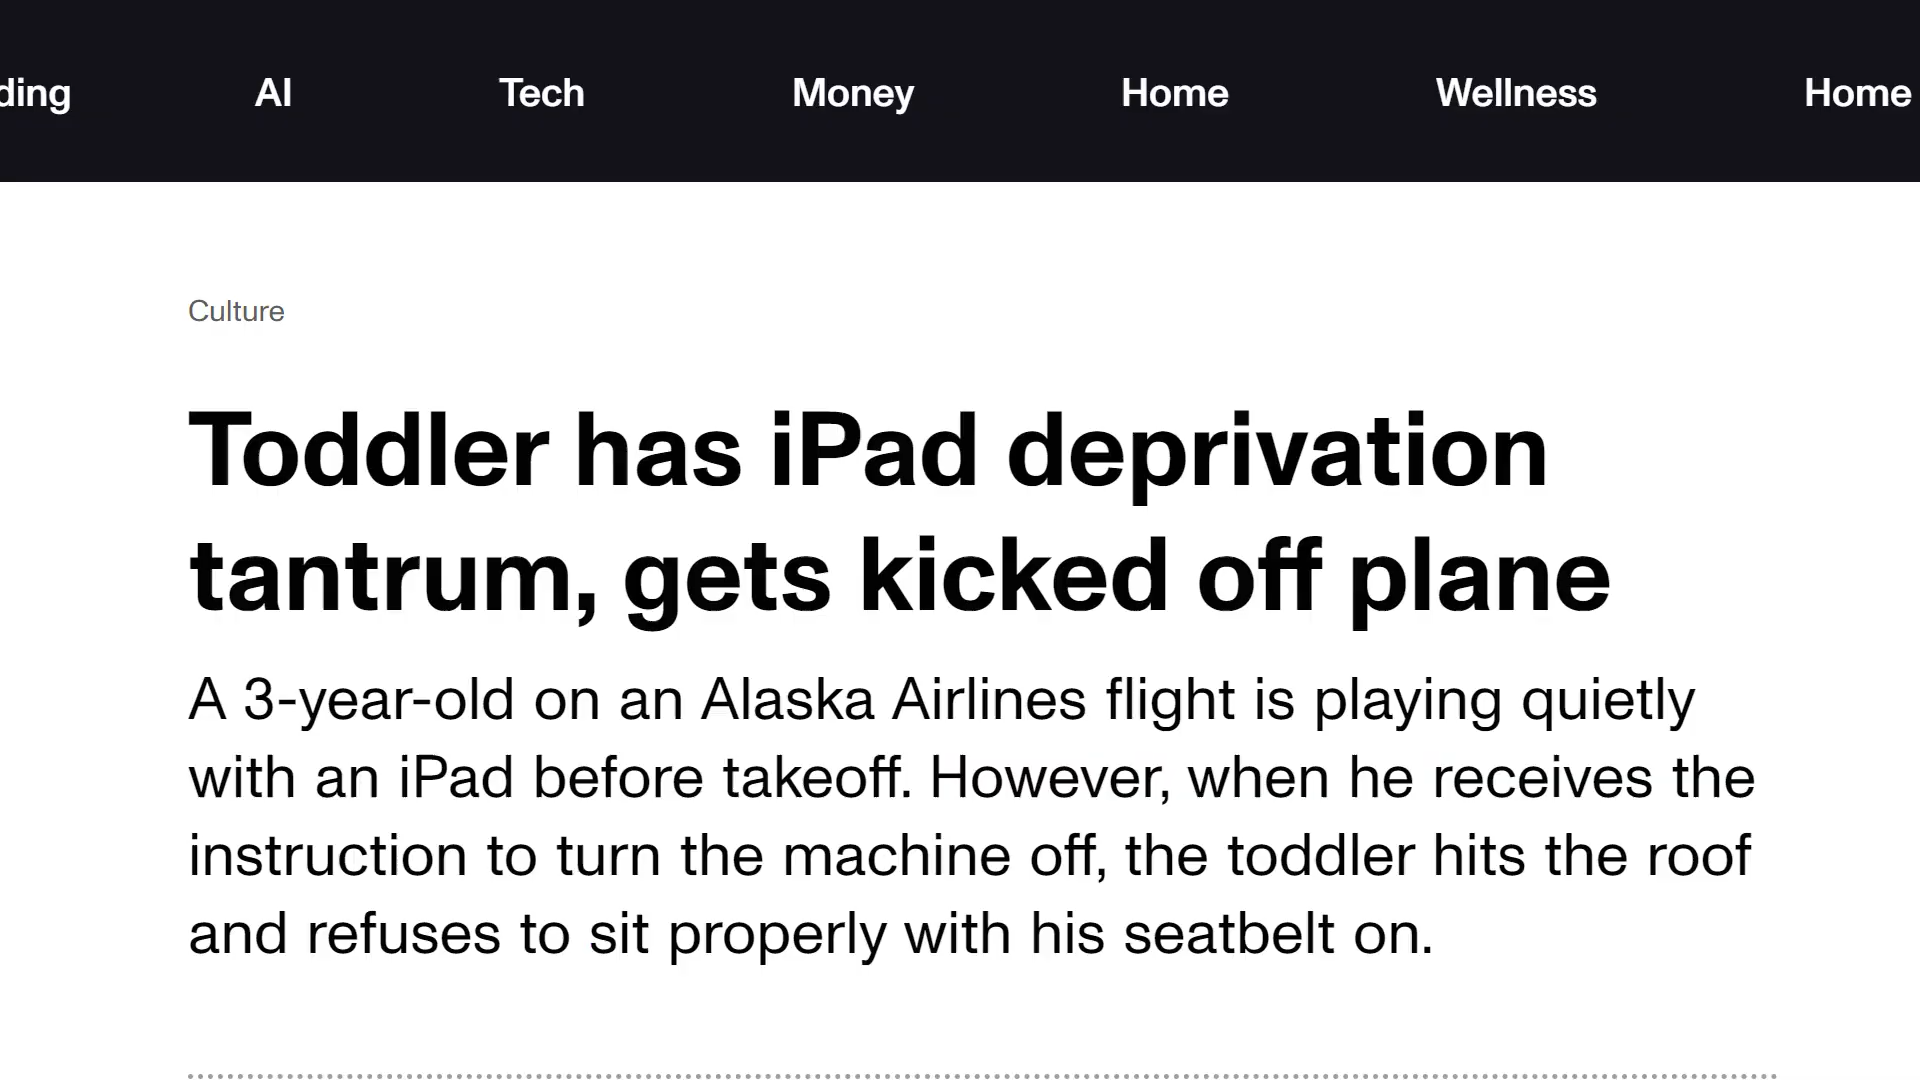 ding AI Tech Money Home Wellness Home
Culture
Toddler has iPad deprivation
tantrum, gets kicked off plane
A 3-year-old on an Alaska Airlines flight is playing quietly
with an iPad before takeoff. However, when he receives the
instruction to turn the machine off, the toddler hits the roof
and refuses to sit properly with his seatbelt on.